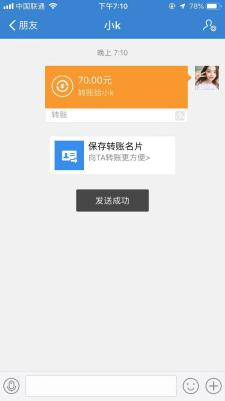 中国联通
下午7:10
78%
朋友
小k
晚上 7:10
70.00元
转账给小k
转账
保存转账名片
向TA转账更方便>
发送成功